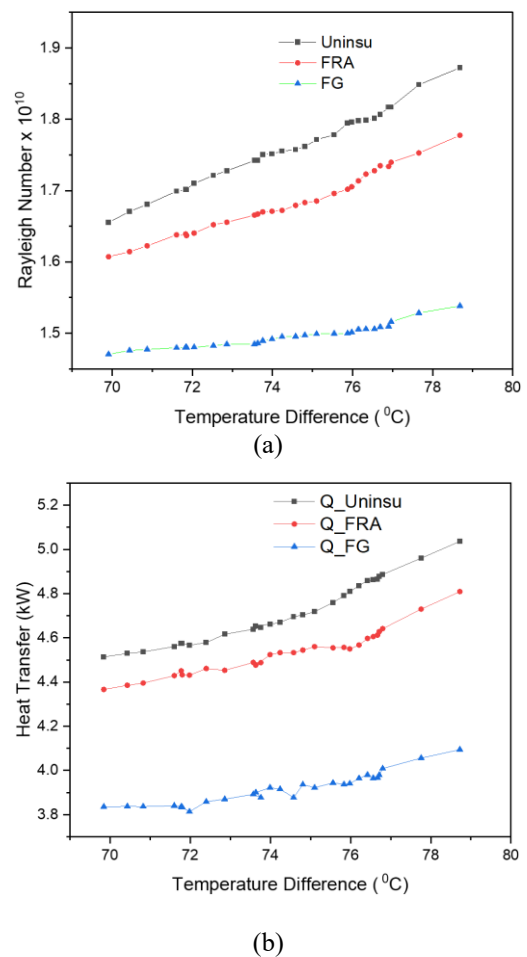 Uninsu
FRA
FG
Rayleigh Number x 10^10
1.9
1.8
1.7
1.6
1.5
70 72 74 76 78 80
Temperature Difference ( ⁰C)
(a)
Q_Uninsu
Q_FRA
Q_FG
Heat Transfer (kW)
5.2
5.0
4.8
4.6
4.4
4.2
4.0
3.8
70 72 74 76 78 80
Temperature Difference ( ⁰C)
(b)